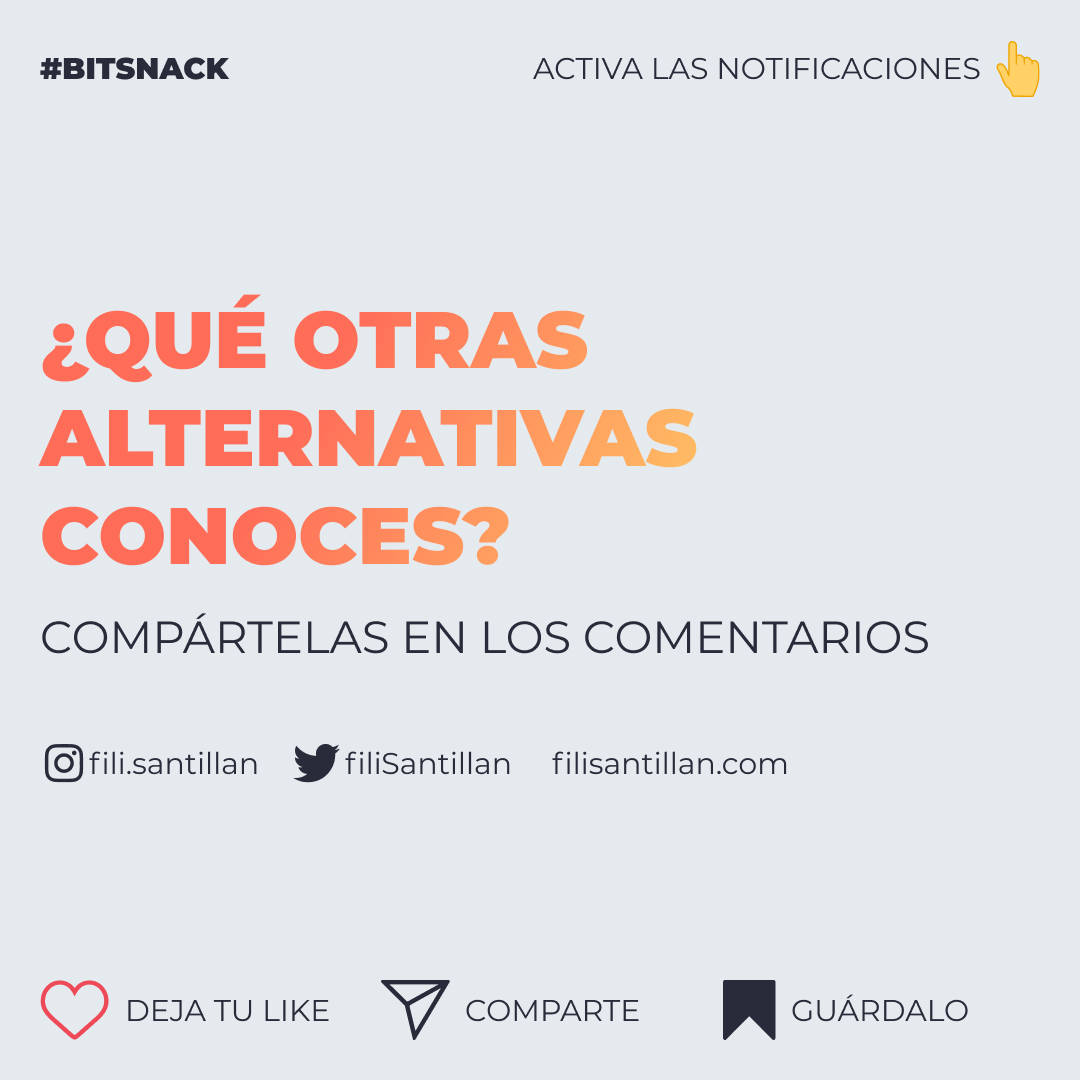 #BITSNACK
ACTIVA LAS NOTIFICACIONES
¿QUÉ OTRAS
ALTERNATIVAS
CONOCES?
COMPÁRTELAS EN LOS COMENTARIOS
fili.santillan filiSantillan filisantillan.com
DEJA TU LIKE COMPARTE GUÁRDALO